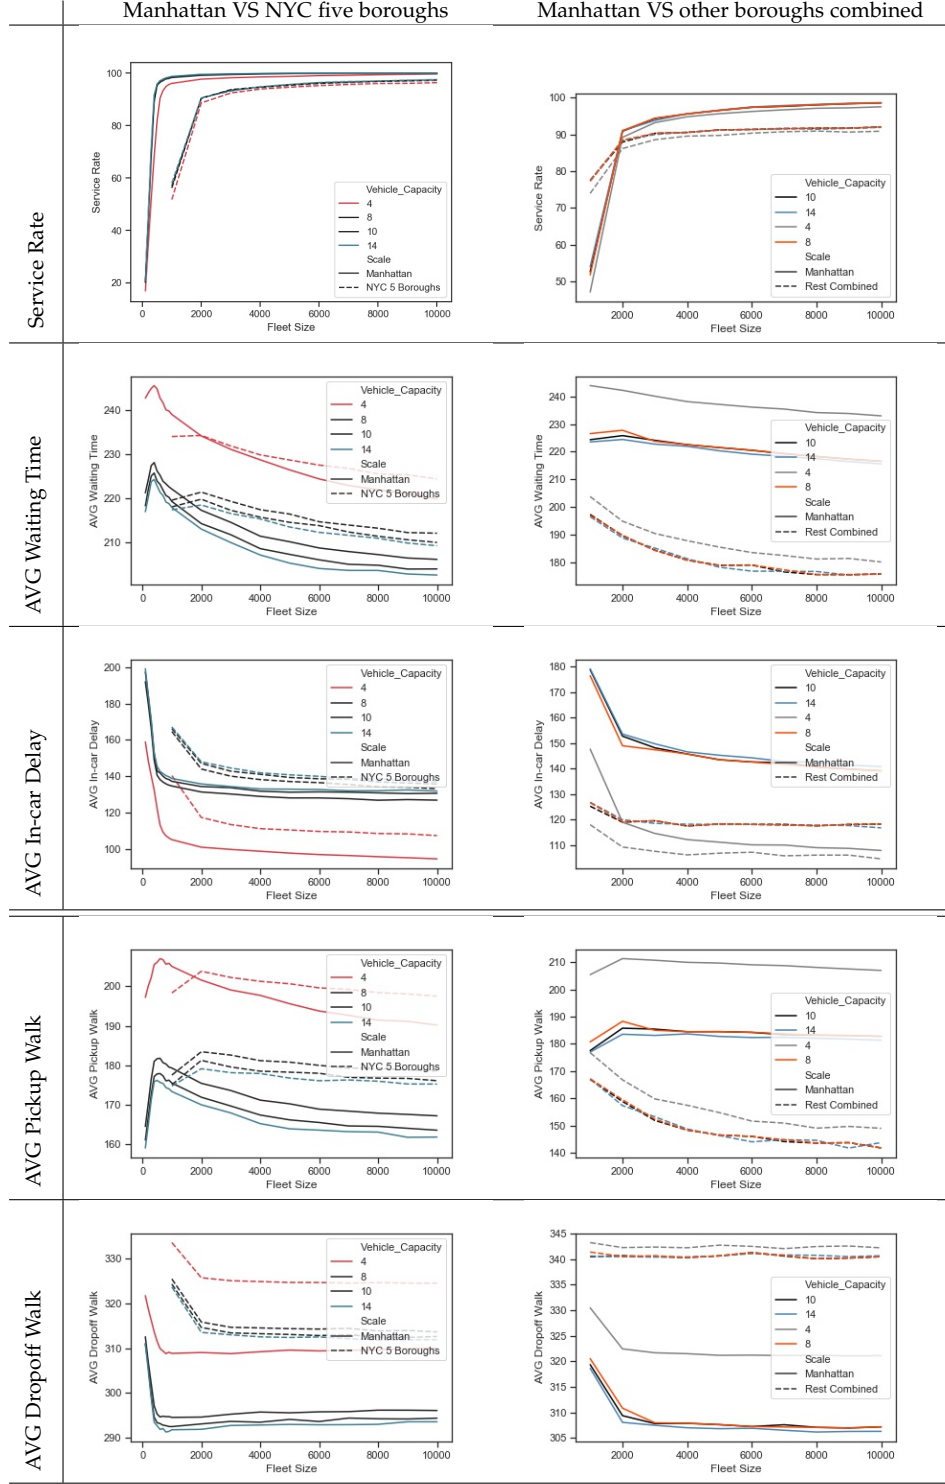 Manhattan VS NYC five boroughs
Manhattan VS other boroughs combined
Service Rate
Service Rate
100
80
60
40
20
0 2000 4000 6000 8000 10000
Fleet Size
Vehicle_Capacity
4
8
10
14
Scale
Manhattan
NYC 5 Boroughs
Service Rate
100
90
80
70
60
50
2000 4000 6000 8000 10000
Fleet Size
Vehicle_Capacity
10
14
4
8
Scale
Manhattan
Rest Combined
AVG Waiting Time
AVG Waiting Time
240
230
220
210
0 2000 4000 6000 8000 10000
Fleet Size
Vehicle_Capacity
4
8
10
14
Scale
Manhattan
NYC 5 Boroughs
AVG Waiting Time
240
230
220
210
200
190
180
2000 4000 6000 8000 10000
Fleet Size
Vehicle_Capacity
10
14
4
8
Scale
Manhattan
Rest Combined
AVG In-car Delay
AVG In-car Delay
200
180
160
140
120
100
0 2000 4000 6000 8000 10000
Fleet Size
Vehicle_Capacity
4
8
10
14
Scale
Manhattan
NYC 5 Boroughs
AVG In-car Delay
180
170
160
150
140
130
120
110
2000 4000 6000 8000 10000
Fleet Size
Vehicle_Capacity
10
14
4
8
Scale
Manhattan
Rest Combined
AVG Pickup Walk
AVG Pickup Walk
200
190
180
170
160
0 2000 4000 6000 8000 10000
Fleet Size
Vehicle_Capacity
4
8
10
14
Scale
Manhattan
NYC 5 Boroughs
AVG Pickup Walk
210
200
190
180
170
160
150
140
2000 4000 6000 8000 10000
Fleet Size
Vehicle_Capacity
10
14
4
8
Scale
Manhattan
Rest Combined
AVG Dropoff Walk
AVG Dropoff Walk
330
320
310
300
290
0 2000 4000 6000 8000 10000
Fleet Size
Vehicle_Capacity
4
8
10
14
Scale
Manhattan
NYC 5 Boroughs
AVG Dropoff Walk
345
340
335
330
325
320
315
310
305
2000 4000 6000 8000 10000
Fleet Size
Vehicle_Capacity
10
14
4
8
Scale
Manhattan
Rest Combined